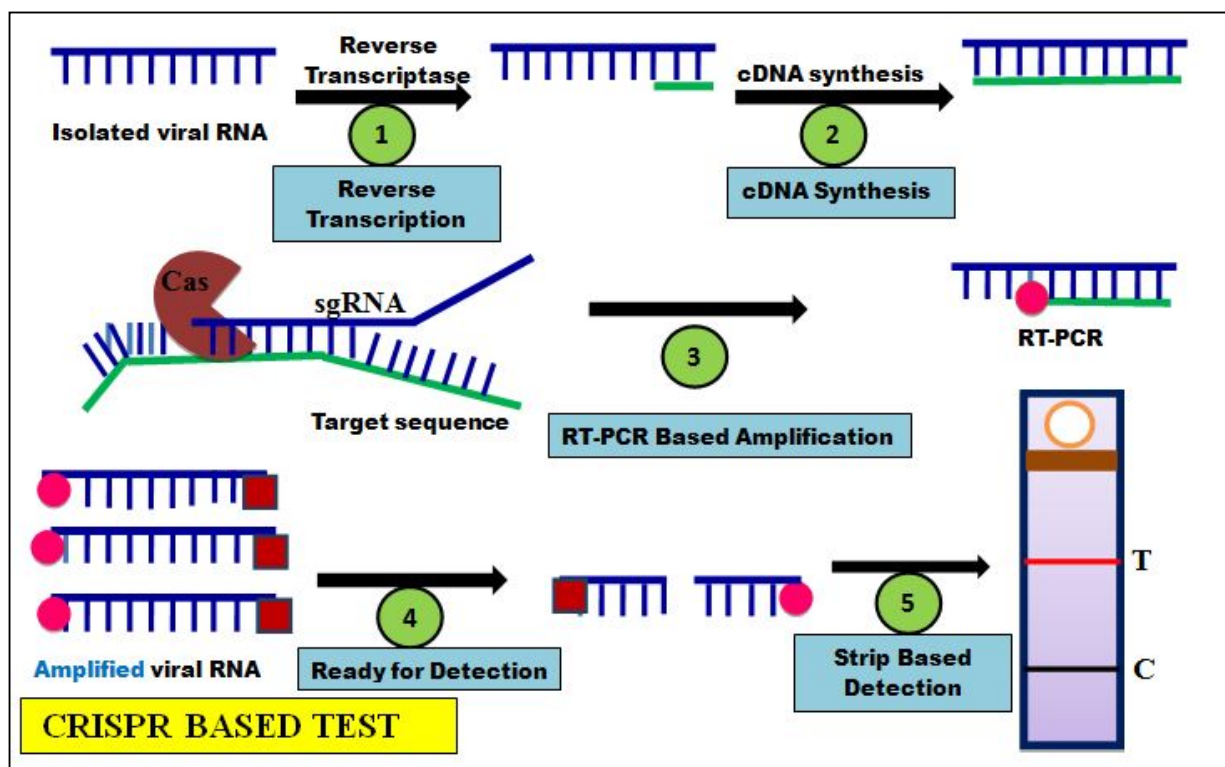 Reverse
Transcriptase
Isolated viral RNA
1
Reverse
Transcription
cDNA synthesis
2
cDNA Synthesis
Cas
sgRNA
Target sequence
3
RT-PCR Based Amplification
RT-PCR
Amplified viral RNA
4
Ready for Detection
5
Strip Based
Detection
T
C
CRISPR BASED TEST